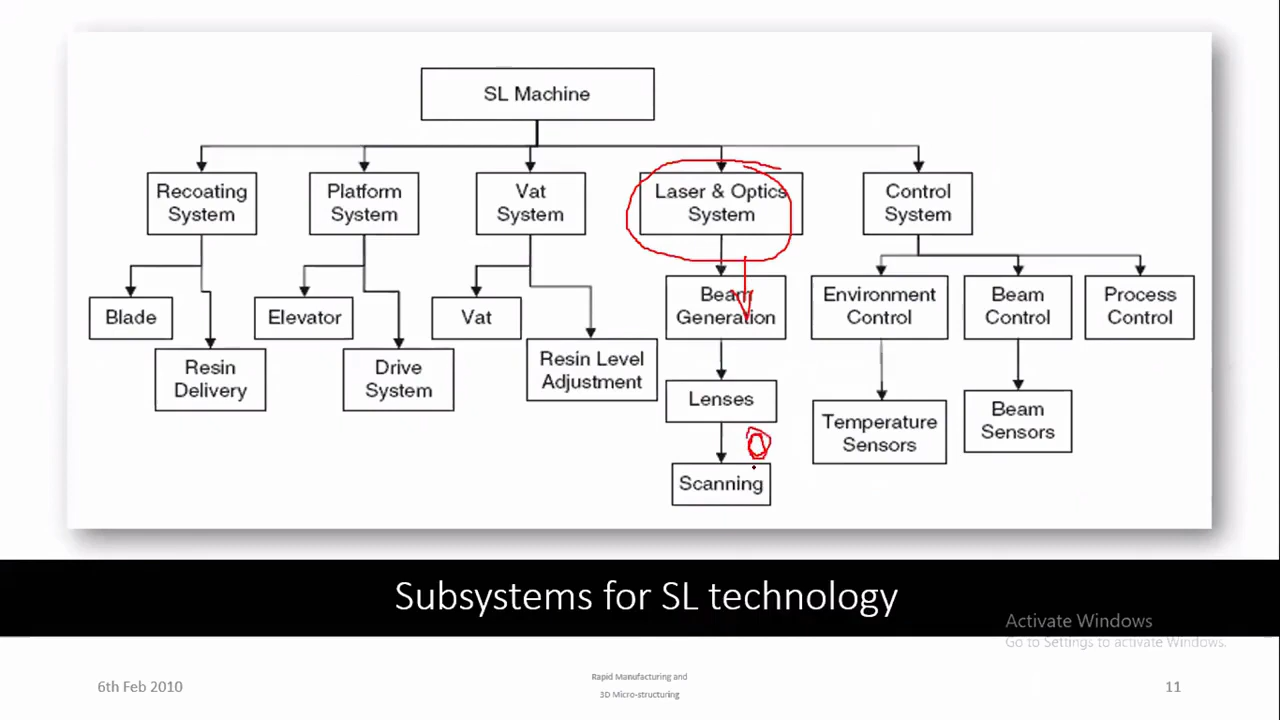 SL Machine
Recoating
System
Platform
System
Vat
System
Laser & Optics
System
Control
System
Blade
Resin
Delivery
Elevator
Drive
System
Vat
Resin Level
Adjustment
Beam
Generation
Lenses
Scanning
Environment
Control
Beam
Control
Process
Control
Temperature
Sensors
Beam
Sensors
Subsystems for SL technology
Activate Windows
Go to Settings to activate Windows.
6th Feb 2010
Rapid Manufacturing and
3D Micro-structuring
11